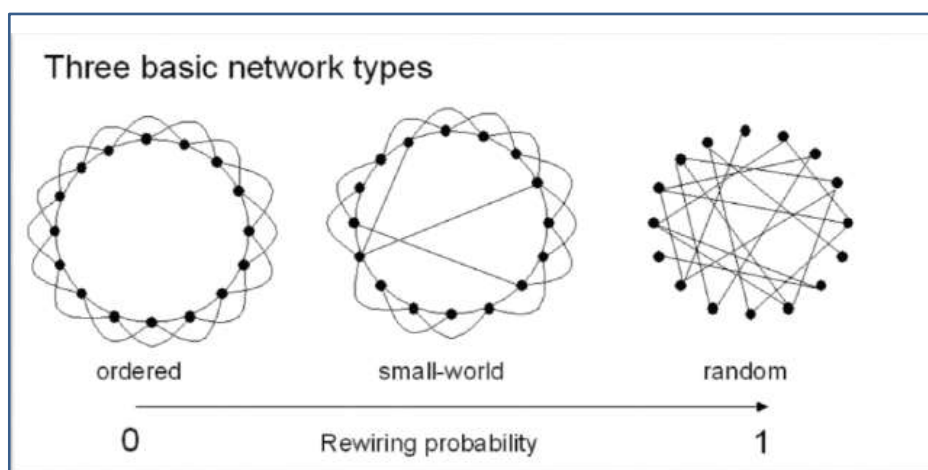 Three basic network types
ordered small-world random
0 Rewiring probability 1